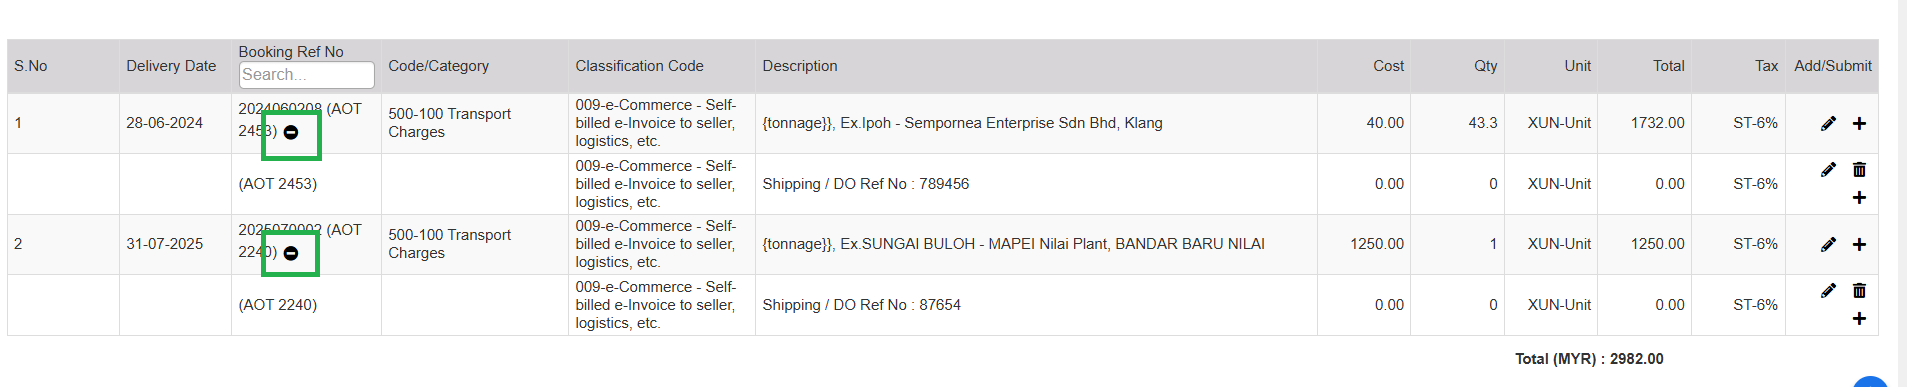 S.No Delivery Date Booking Ref No Code/Category Classification Code Description Cost Qty Unit Total Tax Add/Submit
Search...
1 28-06-2024 2024060208 (AOT 2453) 500-100 Transport Charges 009-e-Commerce - Self-billed e-Invoice to seller, logistics, etc. {tonnage}}, Ex.Ipoh - Sempornea Enterprise Sdn Bhd, Klang 40.00 43.3 XUN-Unit 1732.00 ST-6%
(AOT 2453) 009-e-Commerce - Self-billed e-Invoice to seller, logistics, etc. Shipping / DO Ref No : 789456 0.00 0 XUN-Unit 0.00 ST-6%
2 31-07-2025 2025070002 (AOT 2240) 500-100 Transport Charges 009-e-Commerce - Self-billed e-Invoice to seller, logistics, etc. {tonnage}}, Ex.SUNGAI BULOH - MAPEI Nilai Plant, BANDAR BARU NILAI 1250.00 1 XUN-Unit 1250.00 ST-6%
(AOT 2240) 009-e-Commerce - Self-billed e-Invoice to seller, logistics, etc. Shipping / DO Ref No : 87654 0.00 0 XUN-Unit 0.00 ST-6%
Total (MYR) : 2982.00